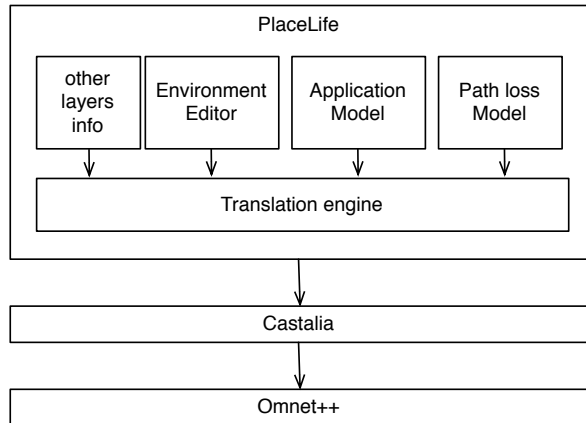 PlaceLife
other
layers
info
Environment
Editor
Application
Model
Path loss
Model
Translation engine
Castalia
Omnet++